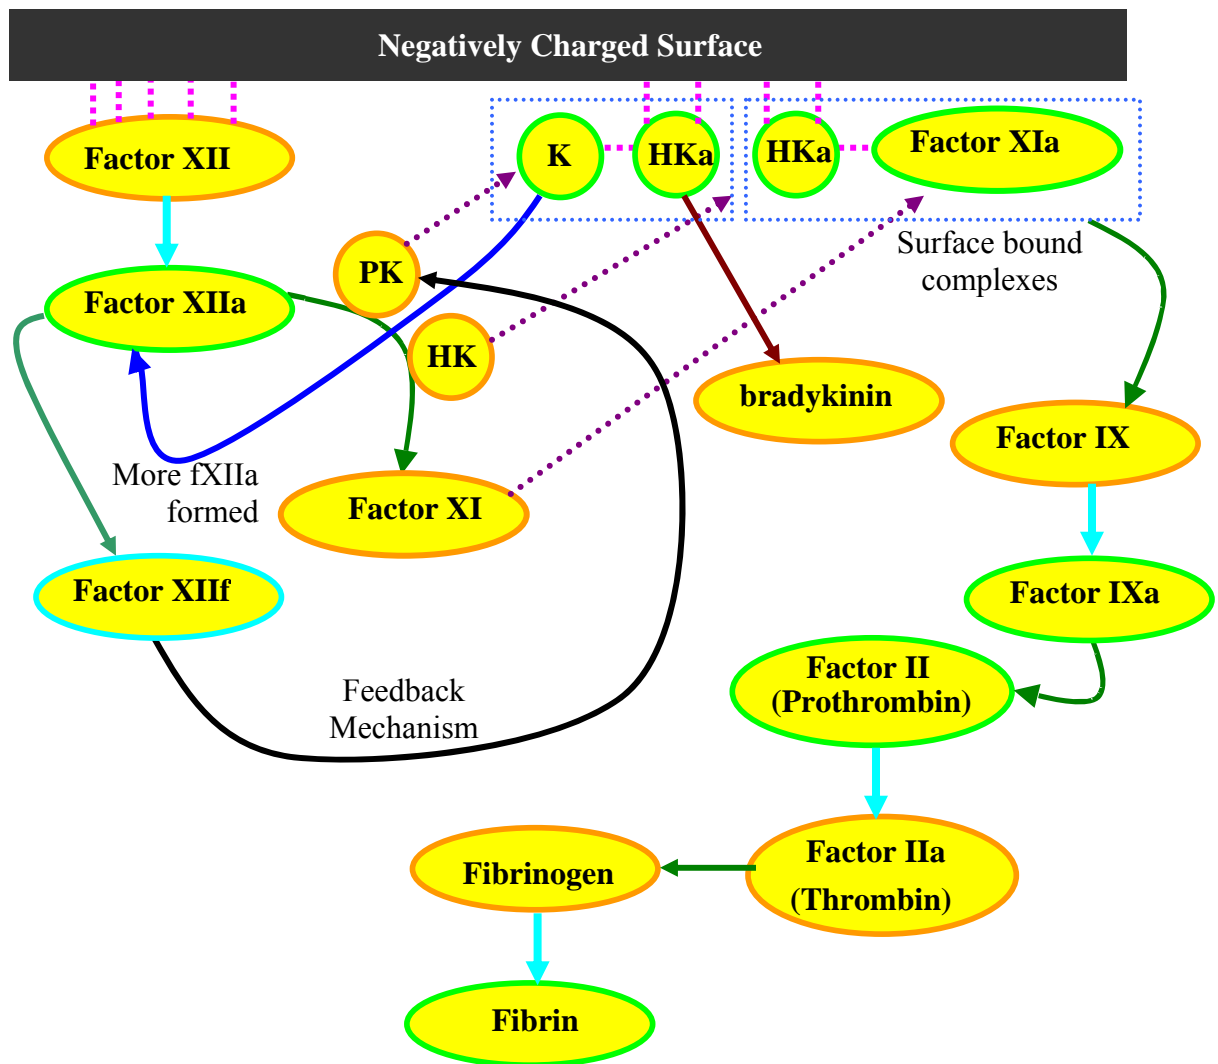 Negatively Charged Surface
Factor XII
K
HKa
HKa
Factor XIa
Surface bound
complexes
PK
Factor XIIa
HK
bradykinin
Factor IX
More fXIIa
formed
Factor XI
Factor XIIf
Factor IXa
Feedback
Mechanism
Factor II
(Prothrombin)
Factor IIa
(Thrombin)
Fibrinogen
Fibrin